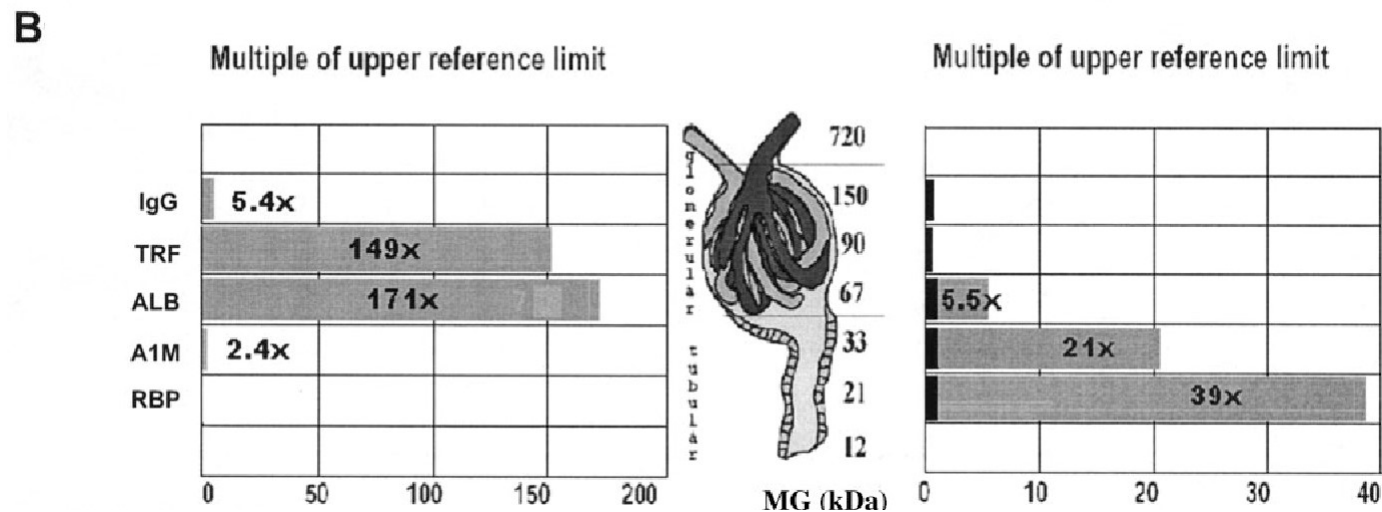 B
Multiple of upper reference limit
IgG
TRF
ALB
A1M
RBP
5.4x
149x
171x
2.4x
0 50 100 150 200
glonerular
tubular
720
150
90
67
33
21
12
MG (kDa)
Multiple of upper reference limit
5.5x
21x
39x
0 10 20 30 40